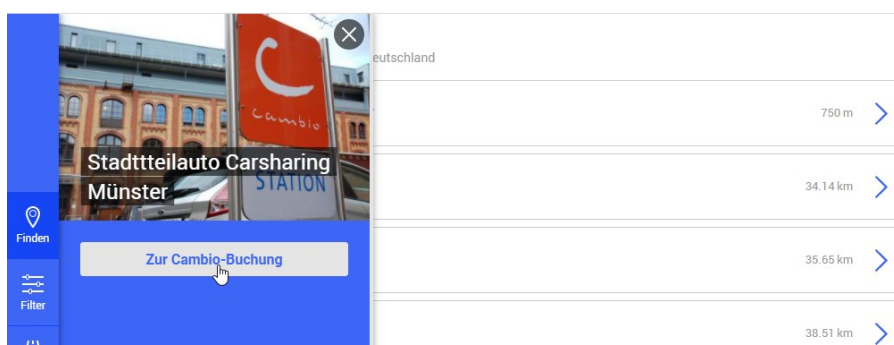 eutschland
cambio
Stadttteilauto Carsharing
Münster
STATION
750 m
34.14 km
Finden
Zur Cambio-Buchung
35.65 km
Filter
38.51 km